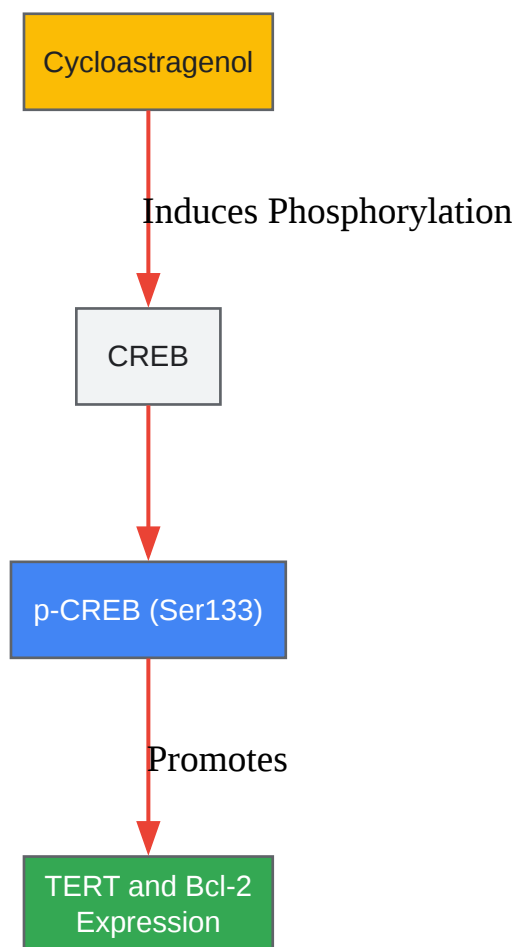 Cycloastragenol
Induces Phosphorylation
CREB
p-CREB (Ser133)
Promotes
TERT and Bcl-2
Expression